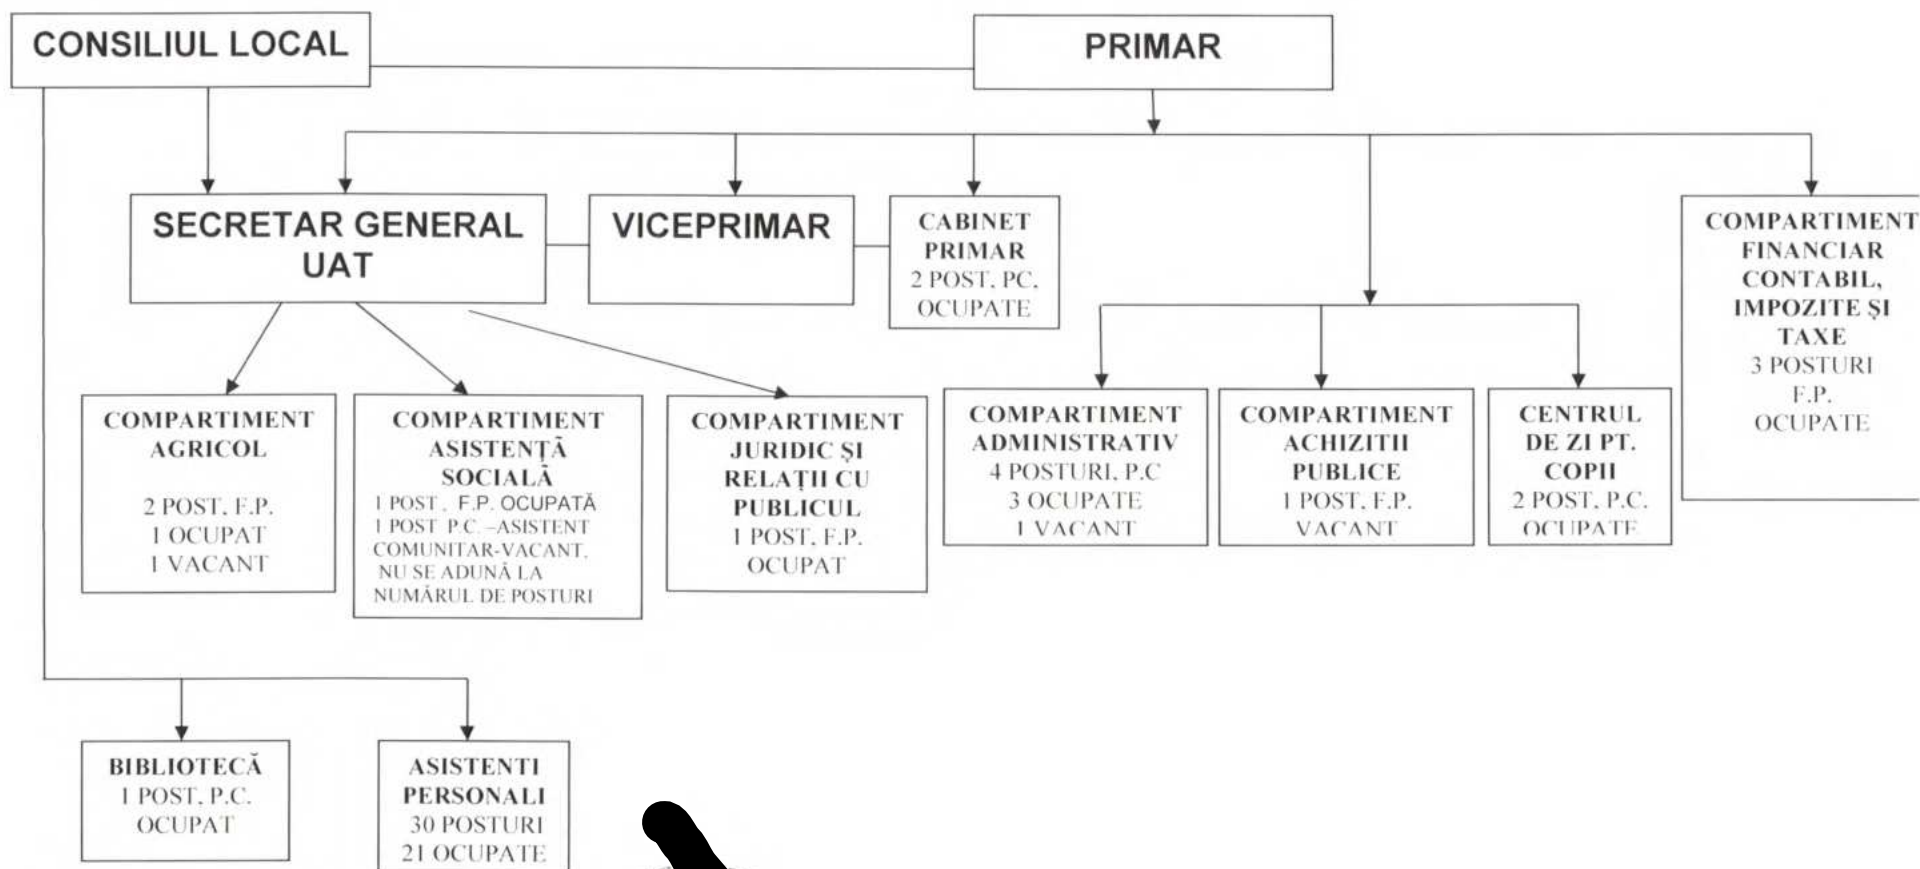 CONSILIUL LOCAL
PRIMAR
SECRETAR GENERAL
UAT
VICEPRIMAR
CABINET
PRIMAR
2 POST, PC,
OCUPATE
COMPARTIMENT
FINANCIAR
CONTABIL,
IMPOZITE ȘI
TAXE
3 POSTURI
F.P.
OCUPATE
COMPARTIMENT
AGRICOL
2 POST, F.P.
1 OCUPAT
1 VACANT
COMPARTIMENT
ASISTENȚĂ
SOCIALĂ
1 POST, F.P. OCUPATĂ
1 POST P.C. –ASISTENT
COMUNITAR-VACANT,
NU SE ADUNĂ LA
NUMĂRUL DE POSTURI
COMPARTIMENT
JURIDIC ȘI
RELAȚII CU
PUBLICUL
1 POST, F.P.
OCUPAT
COMPARTIMENT
ADMINISTRATIV
4 POSTURI, P.C
3 OCUPATE
1 VACANT
COMPARTIMENT
ACHIZITII
PUBLICE
1 POST, F.P.
VACANT
CENTRUL
DE ZI PT.
COPII
2 POST, P.C.
OCUPATE
BIBLIOTECĂ
1 POST, P.C.
OCUPAT
ASISTENTI
PERSONALI
30 POSTURI
21 OCUPATE